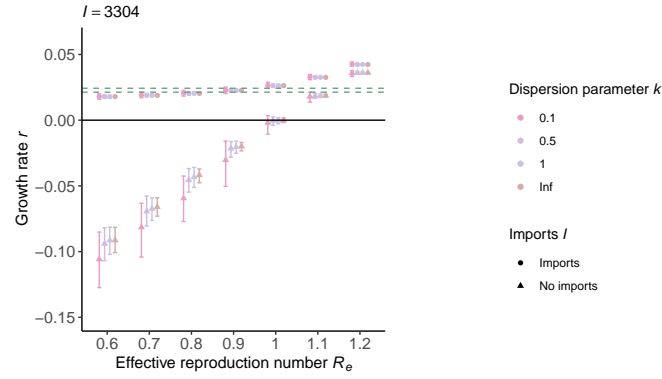 I = 3304
0.05
0.00
−0.05
−0.10
−0.15
Growth rate r
0.6 0.7 0.8 0.9 1 1.1 1.2
Effective reproduction number Re
Dispersion parameter k
0.1
0.5
1
Inf
Imports I
Imports
No imports